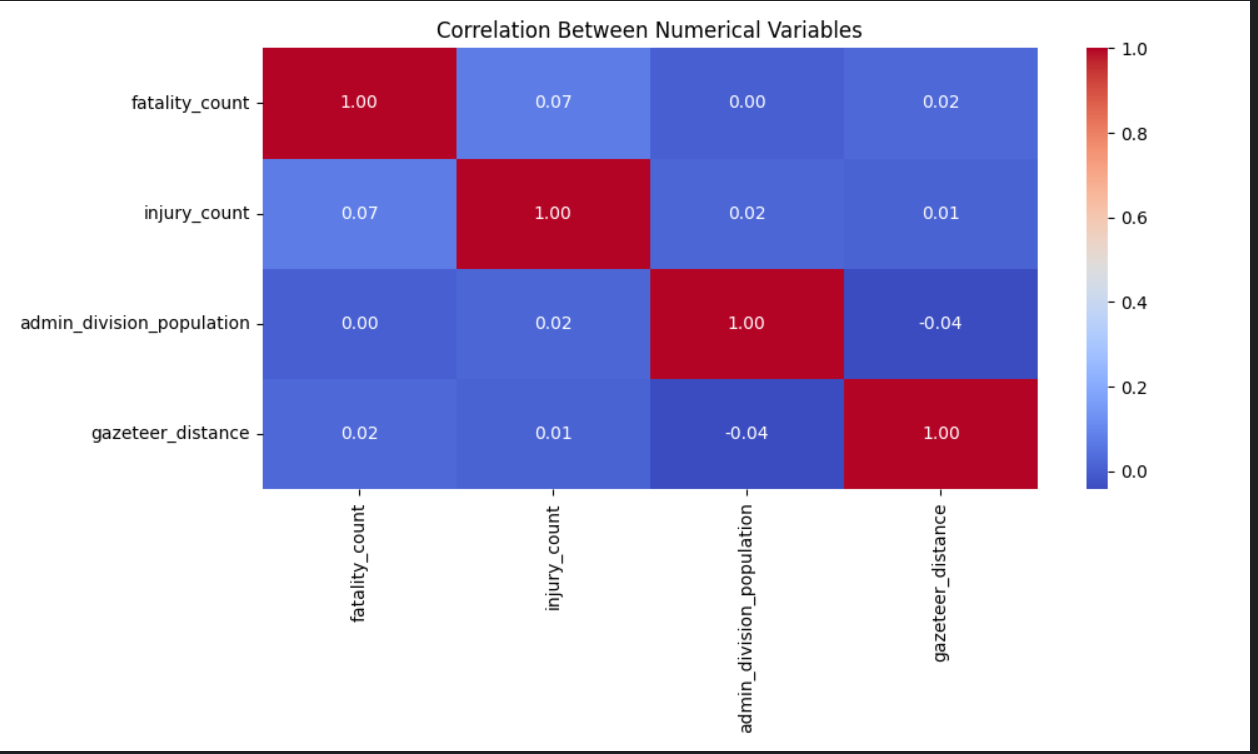 Correlation Between Numerical Variables
fatality_count 1.00 0.07 0.00 0.02
injury_count 0.07 1.00 0.02 0.01
admin_division_population 0.00 0.02 1.00 -0.04
gazeteer_distance 0.02 0.01 -0.04 1.00
fatality_count
injury_count
admin_division_population
gazeteer_distance
1.0
0.8
0.6
0.4
0.2
0.0